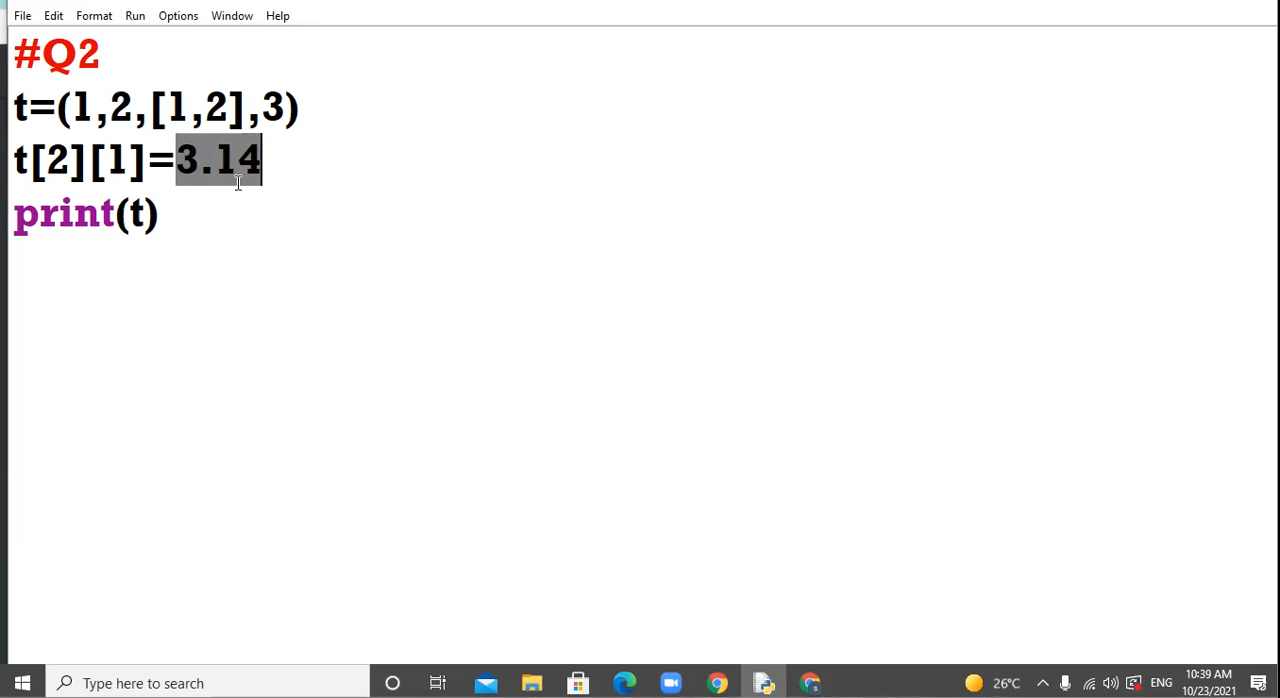 File Edit Format Run Options Window Help
#Q2
t=(1,2,[1,2],3)
t[2][1]=3.14
print(t)
Type here to search
26°C
ENG
10:39 AM
10/23/2021